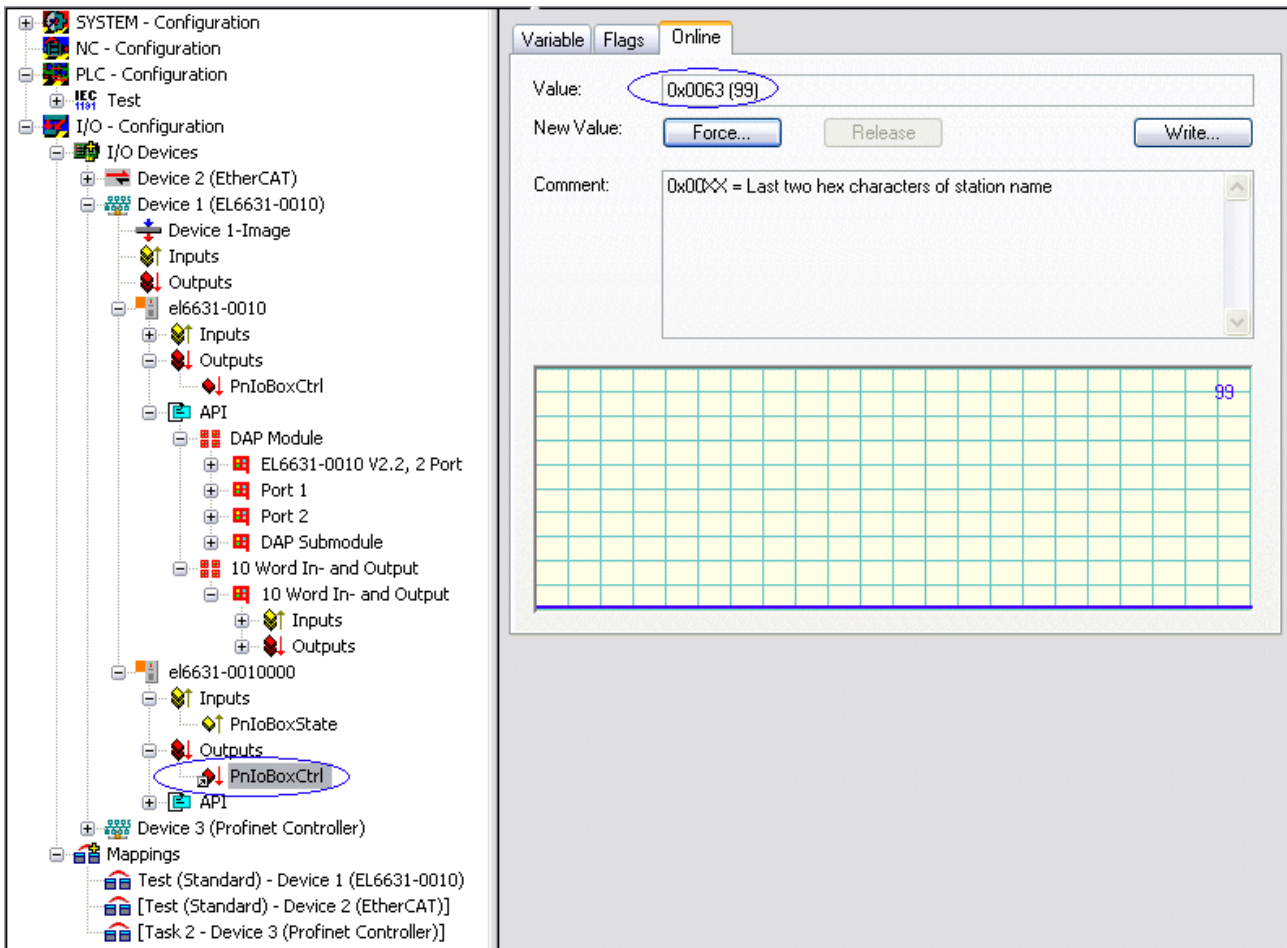 SYSTEM - Configuration
NC - Configuration
PLC - Configuration
IEC 1131 Test
I/O - Configuration
I/O Devices
Device 2 (EtherCAT)
Device 1 (EL6631-0010)
Device 1-Image
Inputs
Outputs
el6631-0010
Inputs
Outputs
PnIoBoxCtrl
API
DAP Module
EL6631-0010 V2.2, 2 Port
Port 1
Port 2
DAP Submodule
10 Word In- and Output
10 Word In- and Output
Inputs
Outputs
el6631-0010000
Inputs
PnIoBoxState
Outputs
PnIoBoxCtrl
API
Device 3 (Profinet Controller)
Mappings
Test (Standard) - Device 1 (EL6631-0010)
[Test (Standard) - Device 2 (EtherCAT)]
[Task 2 - Device 3 (Profinet Controller)]
Variable Flags Online
Value: 0x0063 (99)
New Value: Force... Release Write...
Comment: 0x00XX = Last two hex characters of station name
99